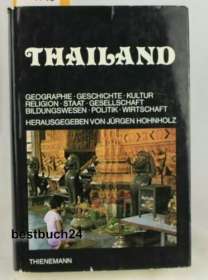 THAILAND
GEOGRAPHIE · GESCHICHTE · KULTUR
RELIGION · STAAT · GESELLSCHAFT
BILDUNGSWESEN · POLITIK · WIRTSCHAFT
HERAUSGEGEBEN VON JÜRGEN HOHNHOLZ
bestbuch24
THIENEMANN